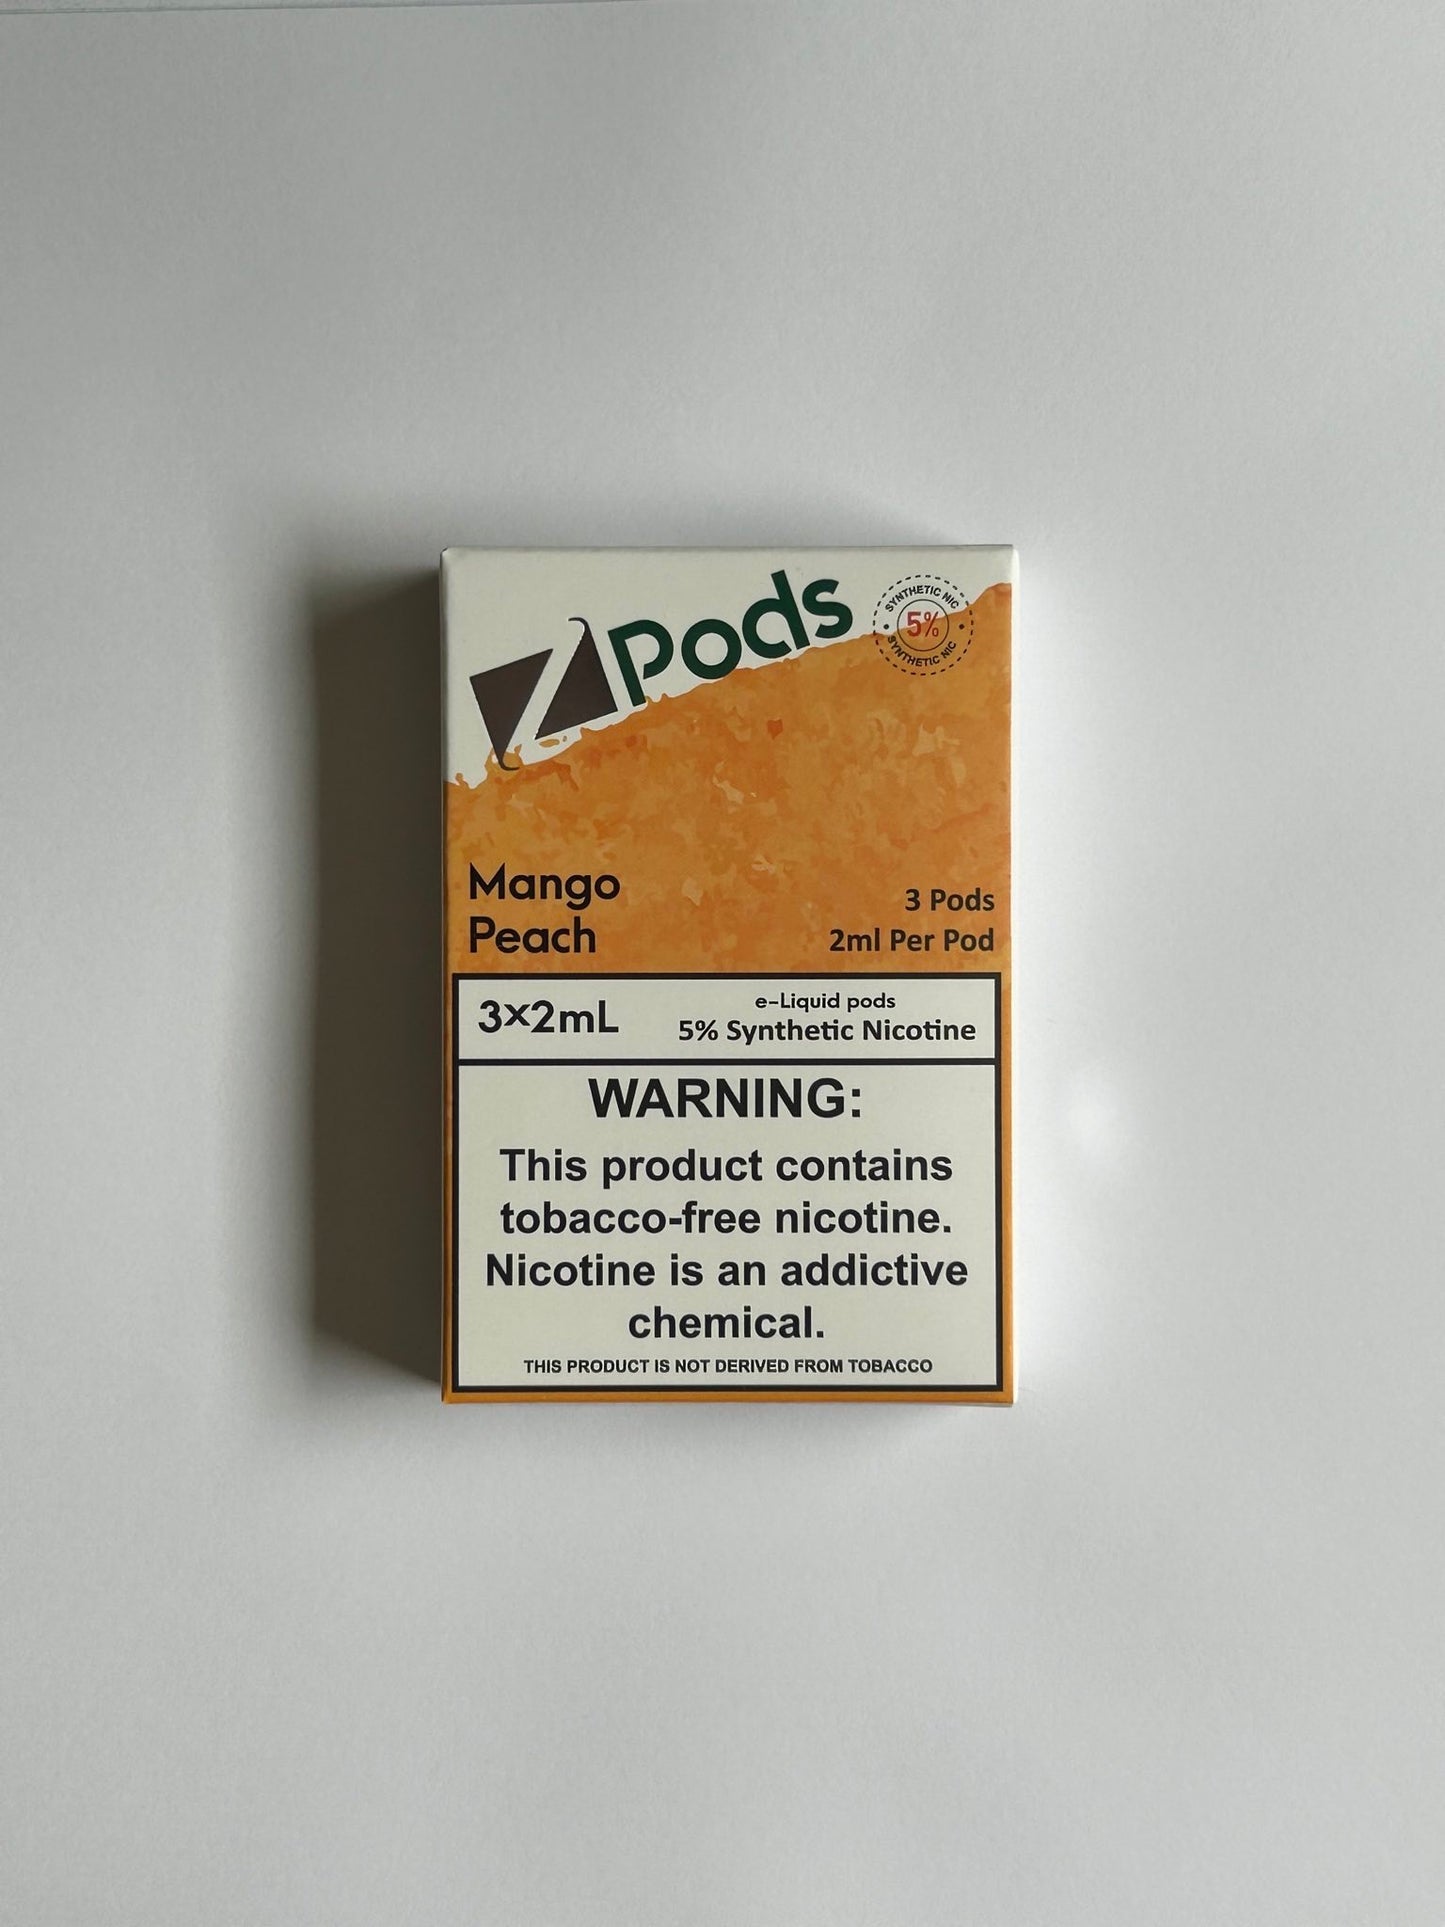 Z Pods
SYNTHETIC NIC
5%
SYNTHETIC NIC
Mango
Peach
3 Pods
2ml Per Pod
3×2mL
e-Liquid pods
5% Synthetic Nicotine
WARNING:
This product contains
tobacco-free nicotine.
Nicotine is an addictive
chemical.
THIS PRODUCT IS NOT DERIVED FROM TOBACCO